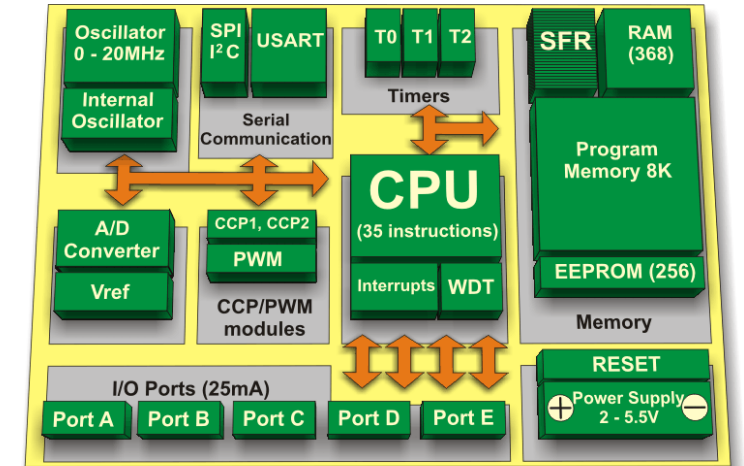 Oscillator
0 - 20MHz
Internal
Oscillator
SPI
I²C
USART
Serial
Communication
T0 T1 T2
Timers
SFR
RAM
(368)
Program
Memory 8K
EEPROM (256)
Memory
A/D
Converter
Vref
CCP1, CCP2
PWM
CCP/PWM
modules
CPU
(35 instructions)
Interrupts
WDT
I/O Ports (25mA)
Port A
Port B
Port C
Port D
Port E
RESET
+ Power Supply −
2 - 5.5V